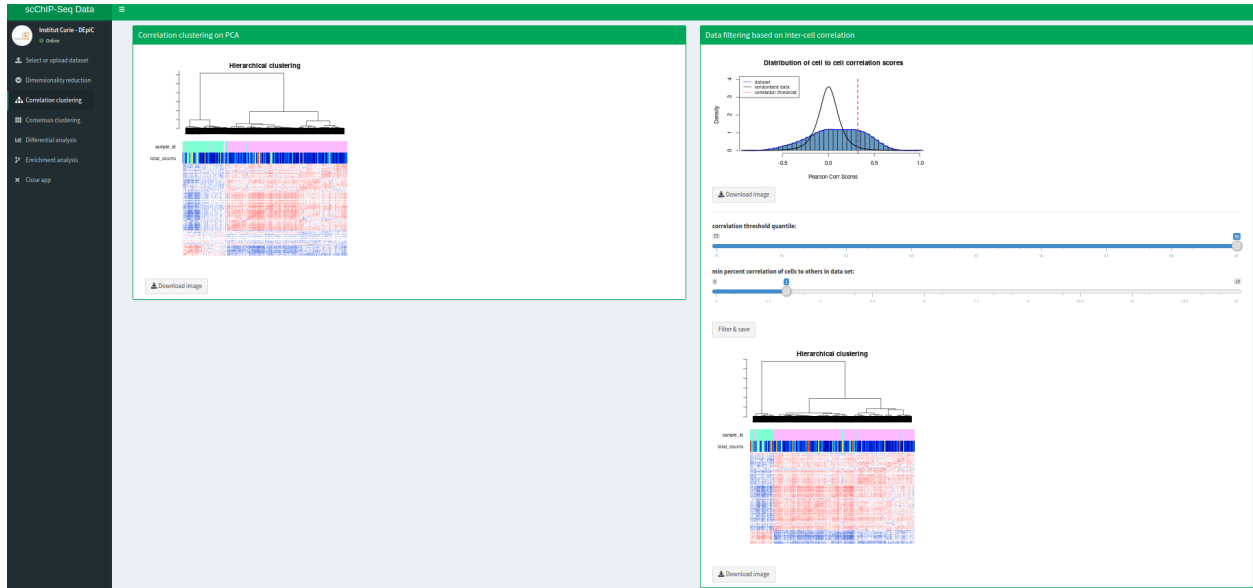 scChIP-Seq Data
Institut Curie - DEpiC
Online
Select or upload dataset
Dimensionality reduction
Correlation clustering
Consensus clustering
Differential analysis
Enrichment analysis
Close app
Correlation clustering on PCA
Hierarchical clustering
sample_id
total_counts
Download image
Data filtering based on inter-cell correlation
Distribution of cell to cell correlation scores
dataset
randomized data
correlation threshold
Density
0 1 2 3 4
-0.5 0.0 0.5 1.0
Pearson Corr Scores
Download image
correlation threshold quantile:
75
min percent correlation of cells to others in data set:
Filter & save
Hierarchical clustering
sample_id
total_counts
Download image